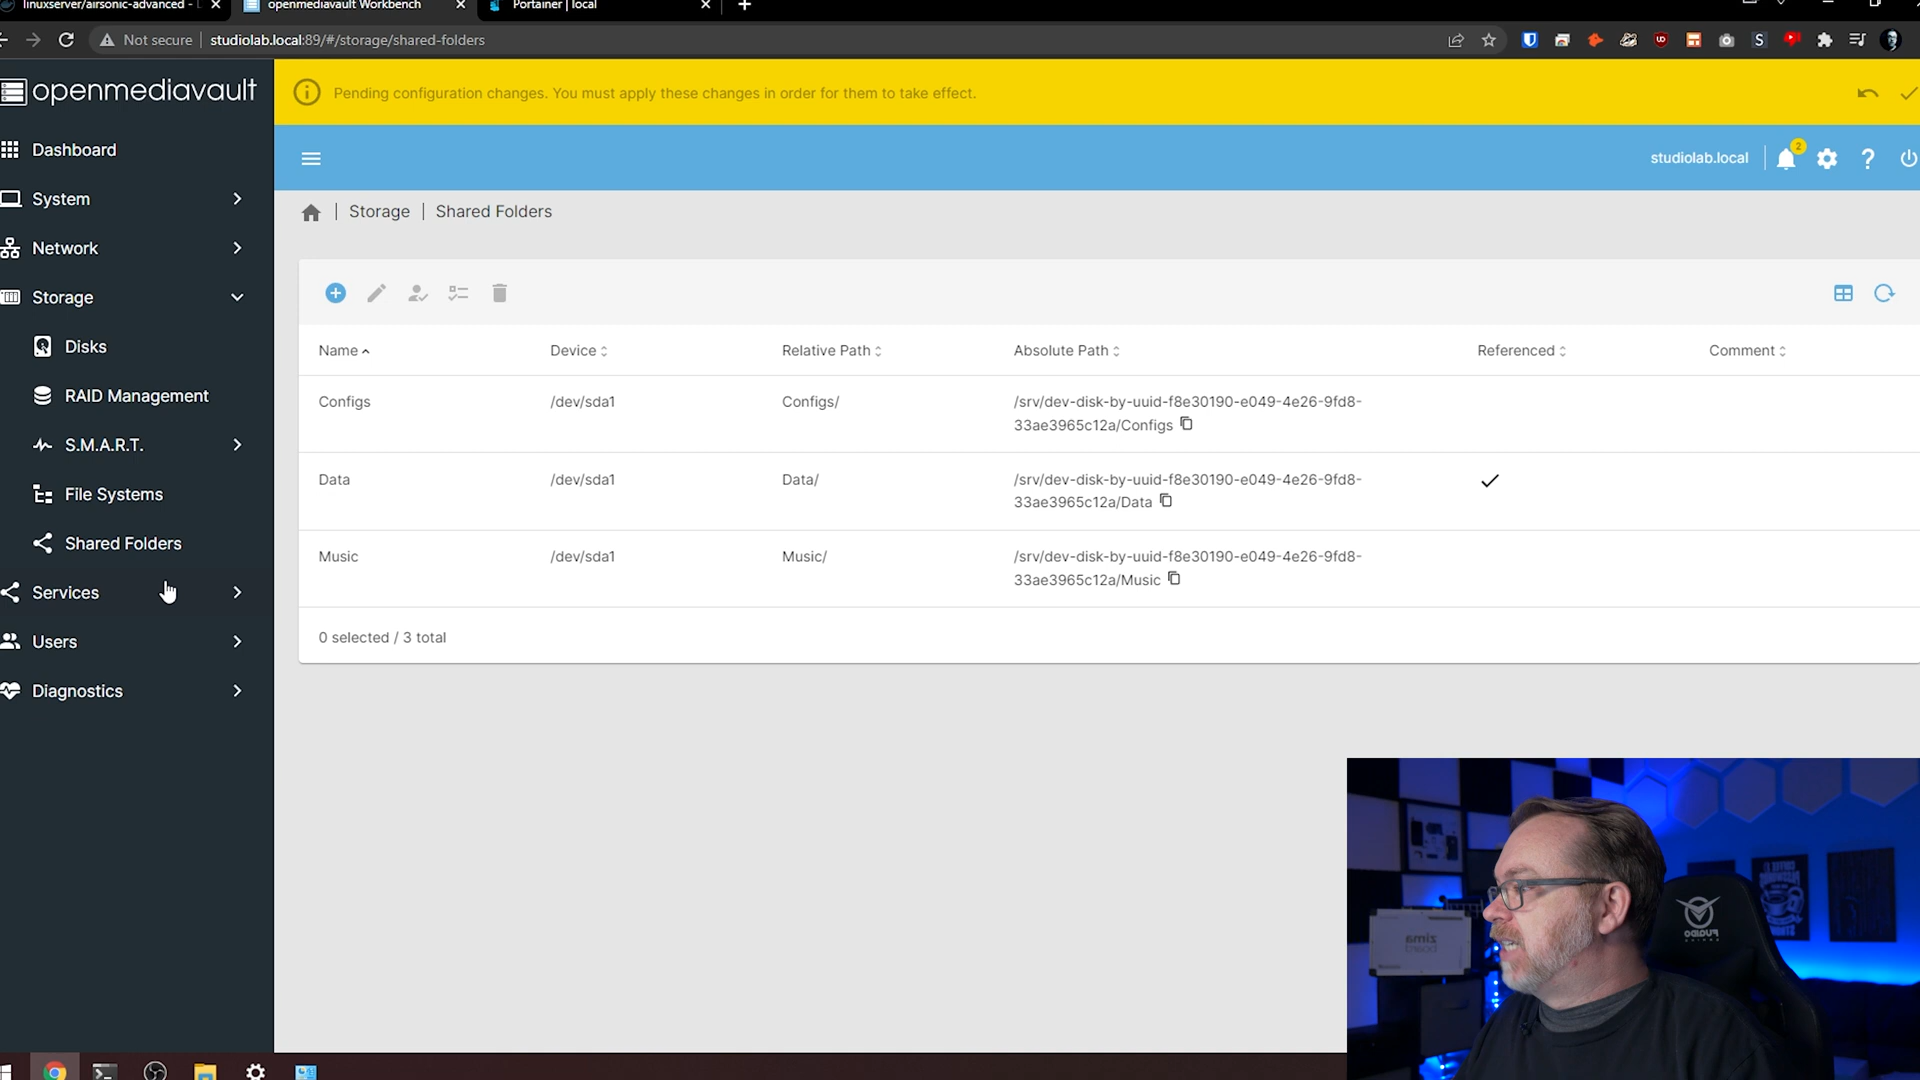 linuxserver/airsonic-advanced -
openmediavault Workbench
Portainer | local
Not secure
studiolab.local:89/#/storage/shared-folders
openmediavault
Pending configuration changes. You must apply these changes in order for them to take effect.
studiolab.local
2
Storage | Shared Folders
Dashboard
System
Network
Storage
Disks
RAID Management
S.M.A.R.T.
File Systems
Shared Folders
Services
Users
Diagnostics
Name Device Relative Path Absolute Path Referenced Comment
Configs /dev/sda1 Configs/ /srv/dev-disk-by-uuid-f8e30190-e049-4e26-9fd8-
33ae3965c12a/Configs
Data /dev/sda1 Data/ /srv/dev-disk-by-uuid-f8e30190-e049-4e26-9fd8-
33ae3965c12a/Data
Music /dev/sda1 Music/ /srv/dev-disk-by-uuid-f8e30190-e049-4e26-9fd8-
33ae3965c12a/Music
0 selected / 3 total
zima
board